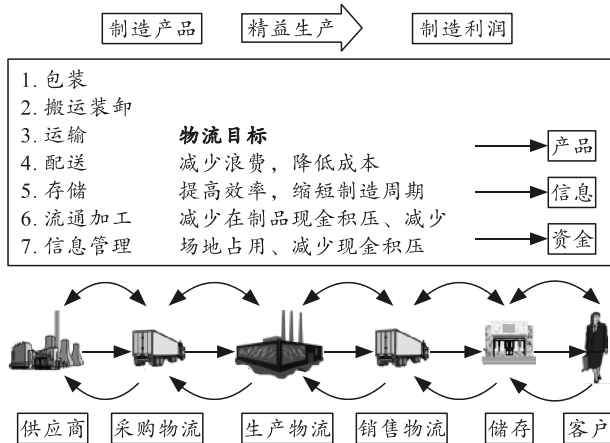 制造产品 精益生产 制造利润
1. 包装
2. 搬运装卸
3. 运输 物流目标
产品
4. 配送 减少浪费，降低成本
5. 存储 提高效率，缩短制造周期 信息
6. 流通加工 减少在制品现金积压、减少
资金
7. 信息管理 场地占用、减少现金积压
供应商 采购物流 生产物流 销售物流 储存 客户